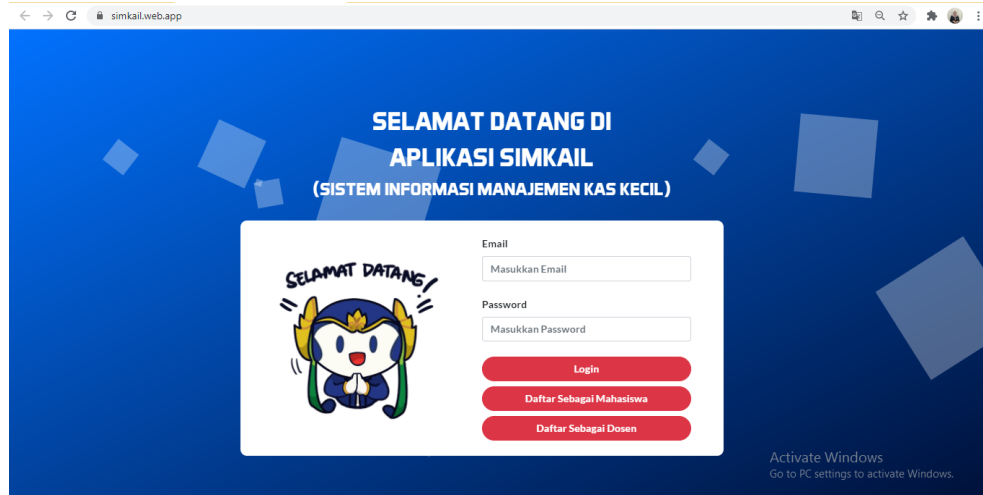 simkail.web.app
SELAMAT DATANG DI
APLIKASI SIMKAIL
(SISTEM INFORMASI MANAJEMEN KAS KECIL)
SELAMAT DATANG!
Email
Masukkan Email
Password
Masukkan Password
Login
Daftar Sebagai Mahasiswa
Daftar Sebagai Dosen
Activate Windows
Go to PC settings to activate Windows.